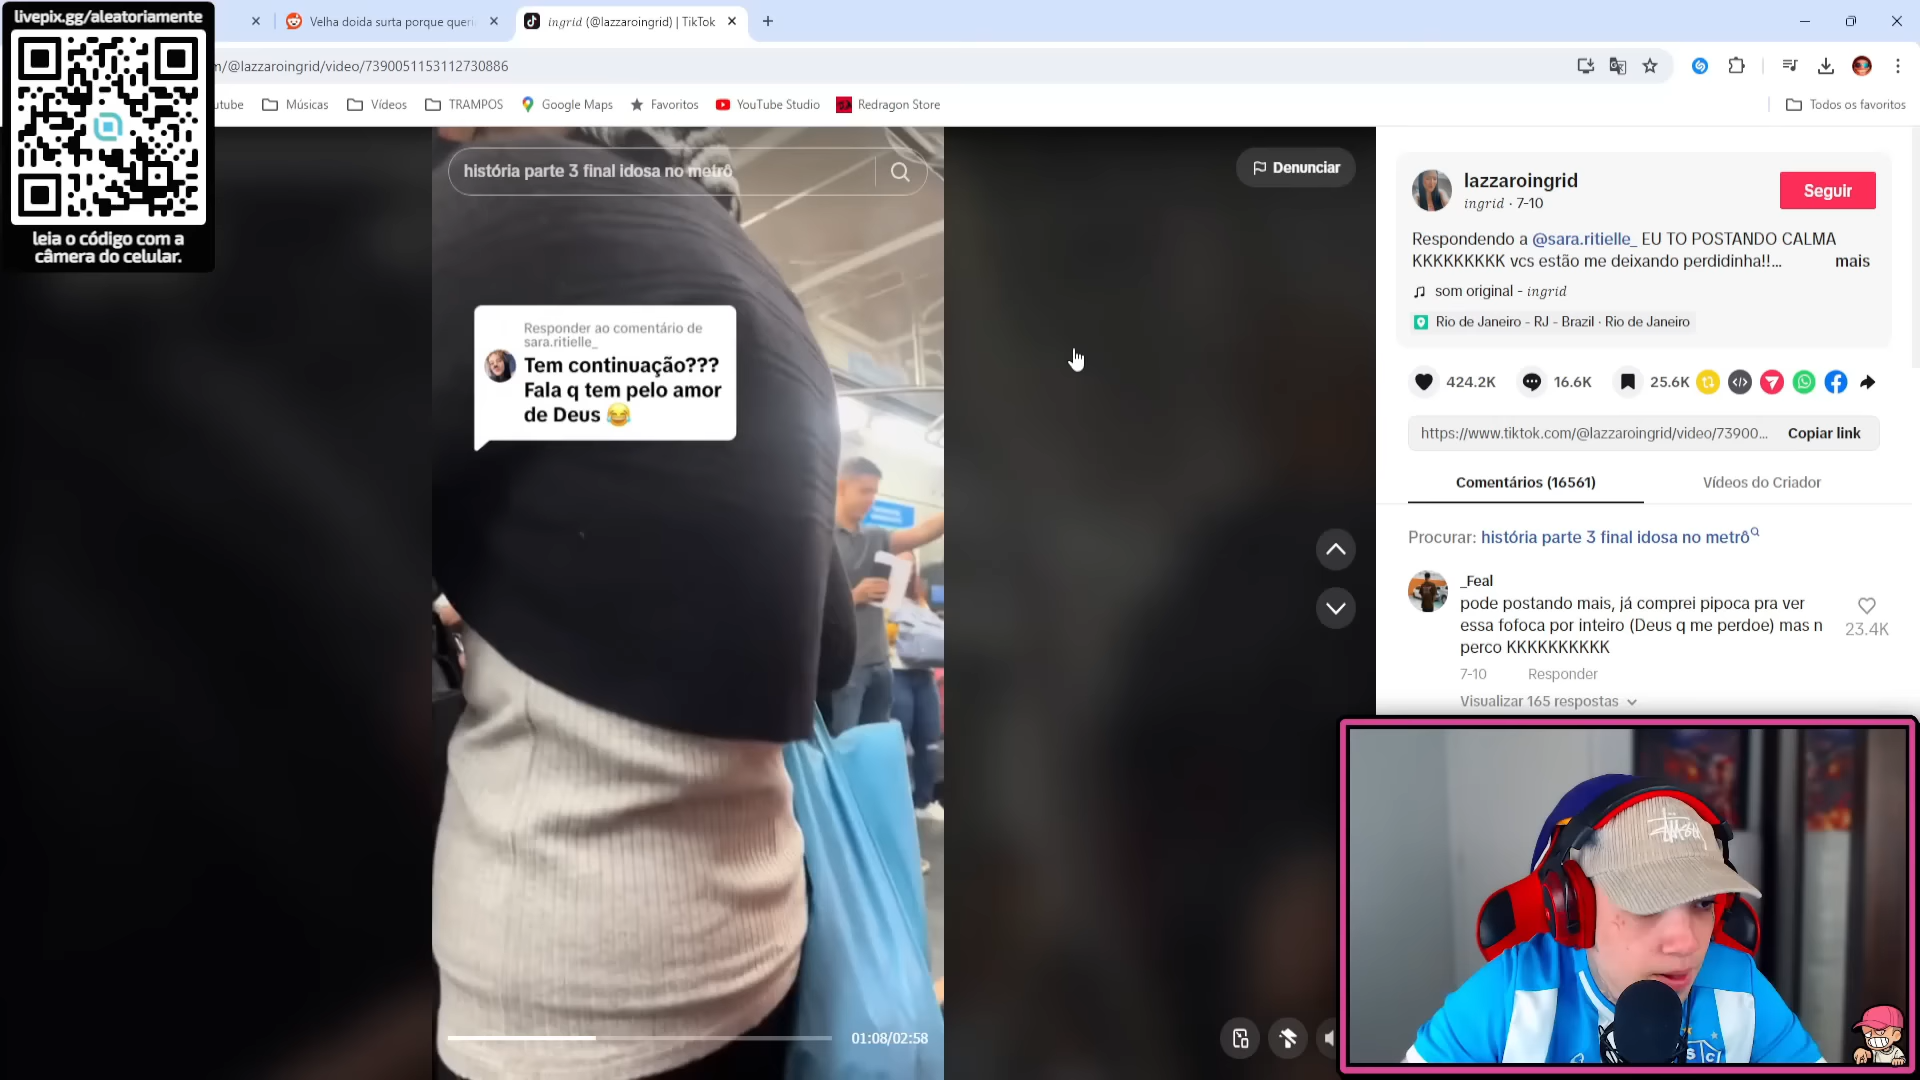 livepix.gg/aleatoriamente
leia o código com a
câmera do celular.
Velha doida surta porque queri
ingrid (@lazzaroingrid) | TikTok
/@lazzaroingrid/video/7390051153112730886
utube
Músicas
Vídeos
TRAMPOS
Google Maps
Favoritos
YouTube Studio
Redragon Store
Todos os favoritos
história parte 3 final idosa no metrô
Denunciar
Responder ao comentário de
sara.ritielle_
Tem continuação???
Fala q tem pelo amor
de Deus 😂
01:08/02:58
lazzaroingrid
ingrid · 7-10
Seguir
Respondendo a @sara.ritielle_ EU TO POSTANDO CALMA
KKKKKKKKK vcs estão me deixando perdidinha!!...
mais
som original - ingrid
Rio de Janeiro - RJ - Brazil · Rio de Janeiro
424.2K
16.6K
25.6K
https://www.tiktok.com/@lazzaroingrid/video/73900...
Copiar link
Comentários (16561)
Vídeos do Criador
Procurar: história parte 3 final idosa no metrô
_Feal
pode postando mais, já comprei pipoca pra ver
essa fofoca por inteiro (Deus q me perdoe) mas n
perco KKKKKKKKKK
23.4K
7-10
Responder
Visualizar 165 respostas